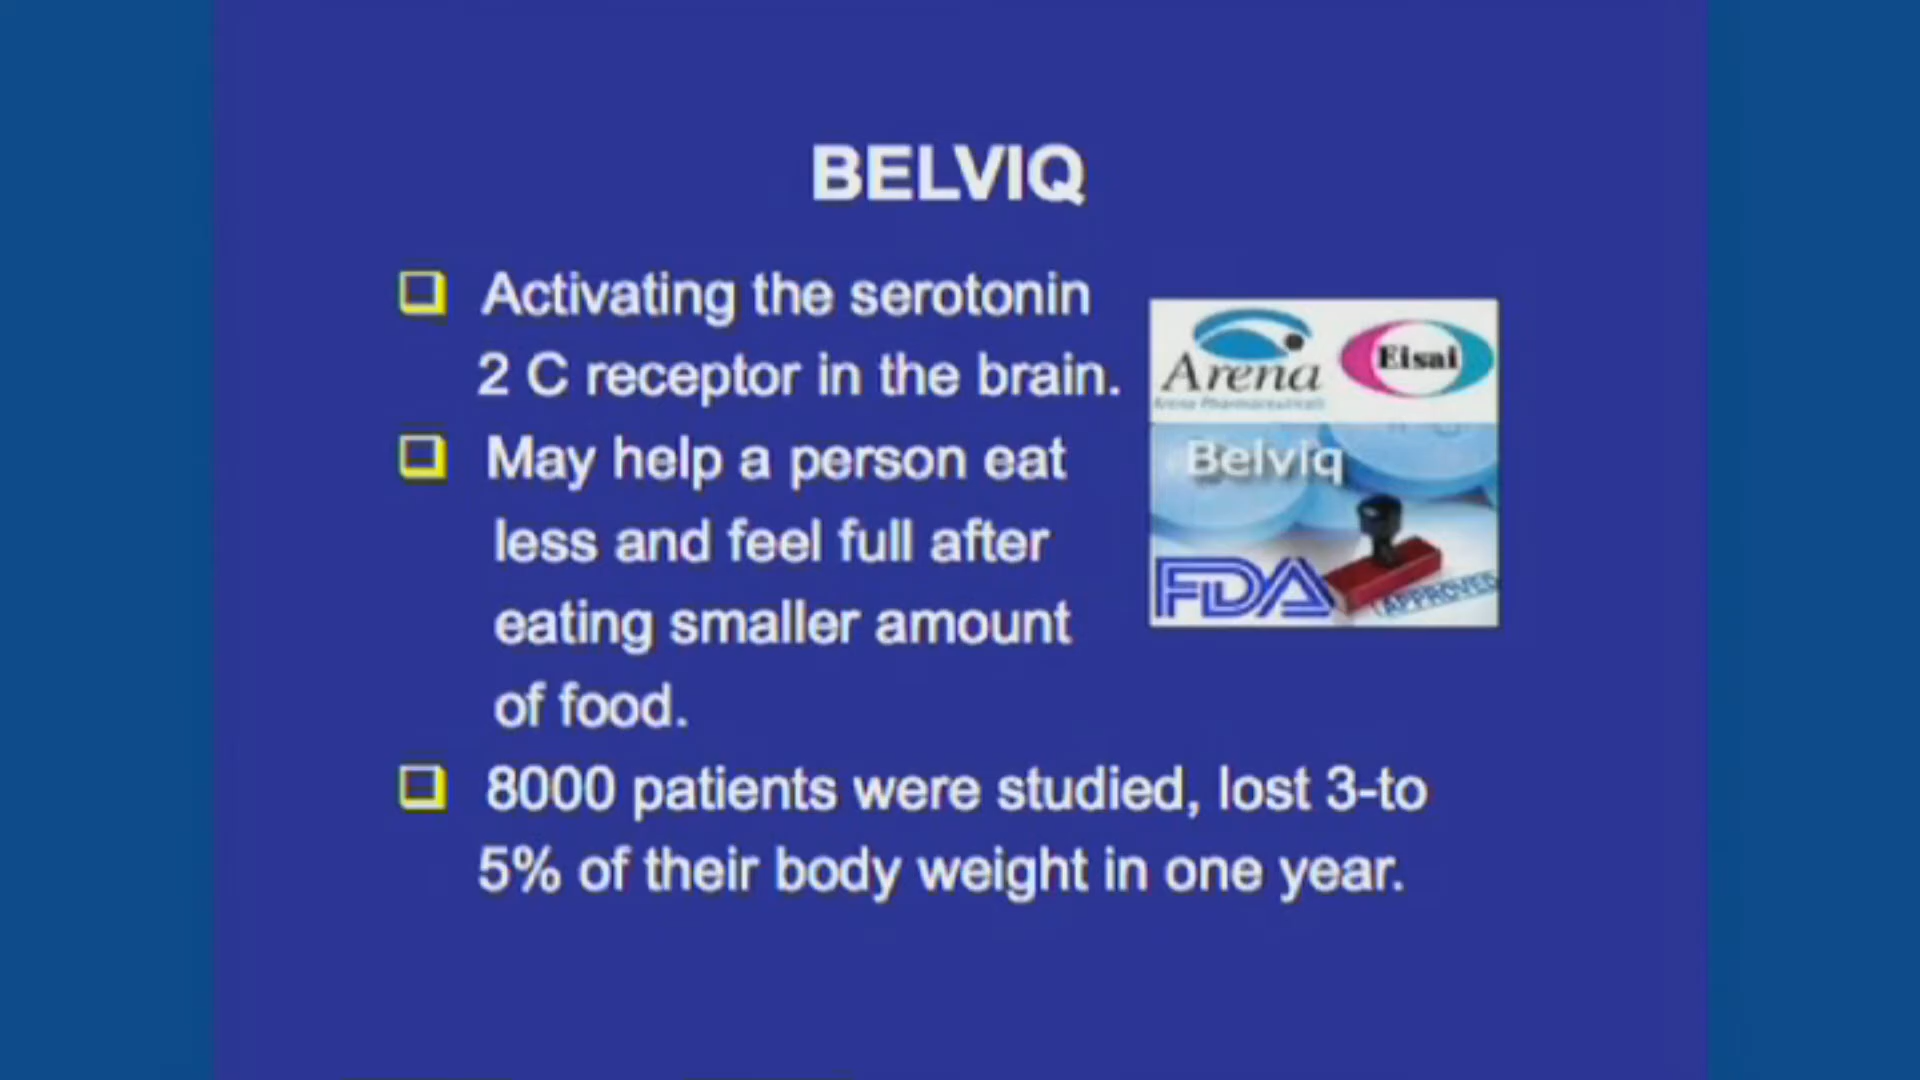 BELVIQ
Activating the serotonin
2 C receptor in the brain.
May help a person eat
less and feel full after
eating smaller amount
of food.
8000 patients were studied, lost 3-to
5% of their body weight in one year.
Arena
Arena Pharmaceuticals
Eisai
Belviq
FDA
APPROVED